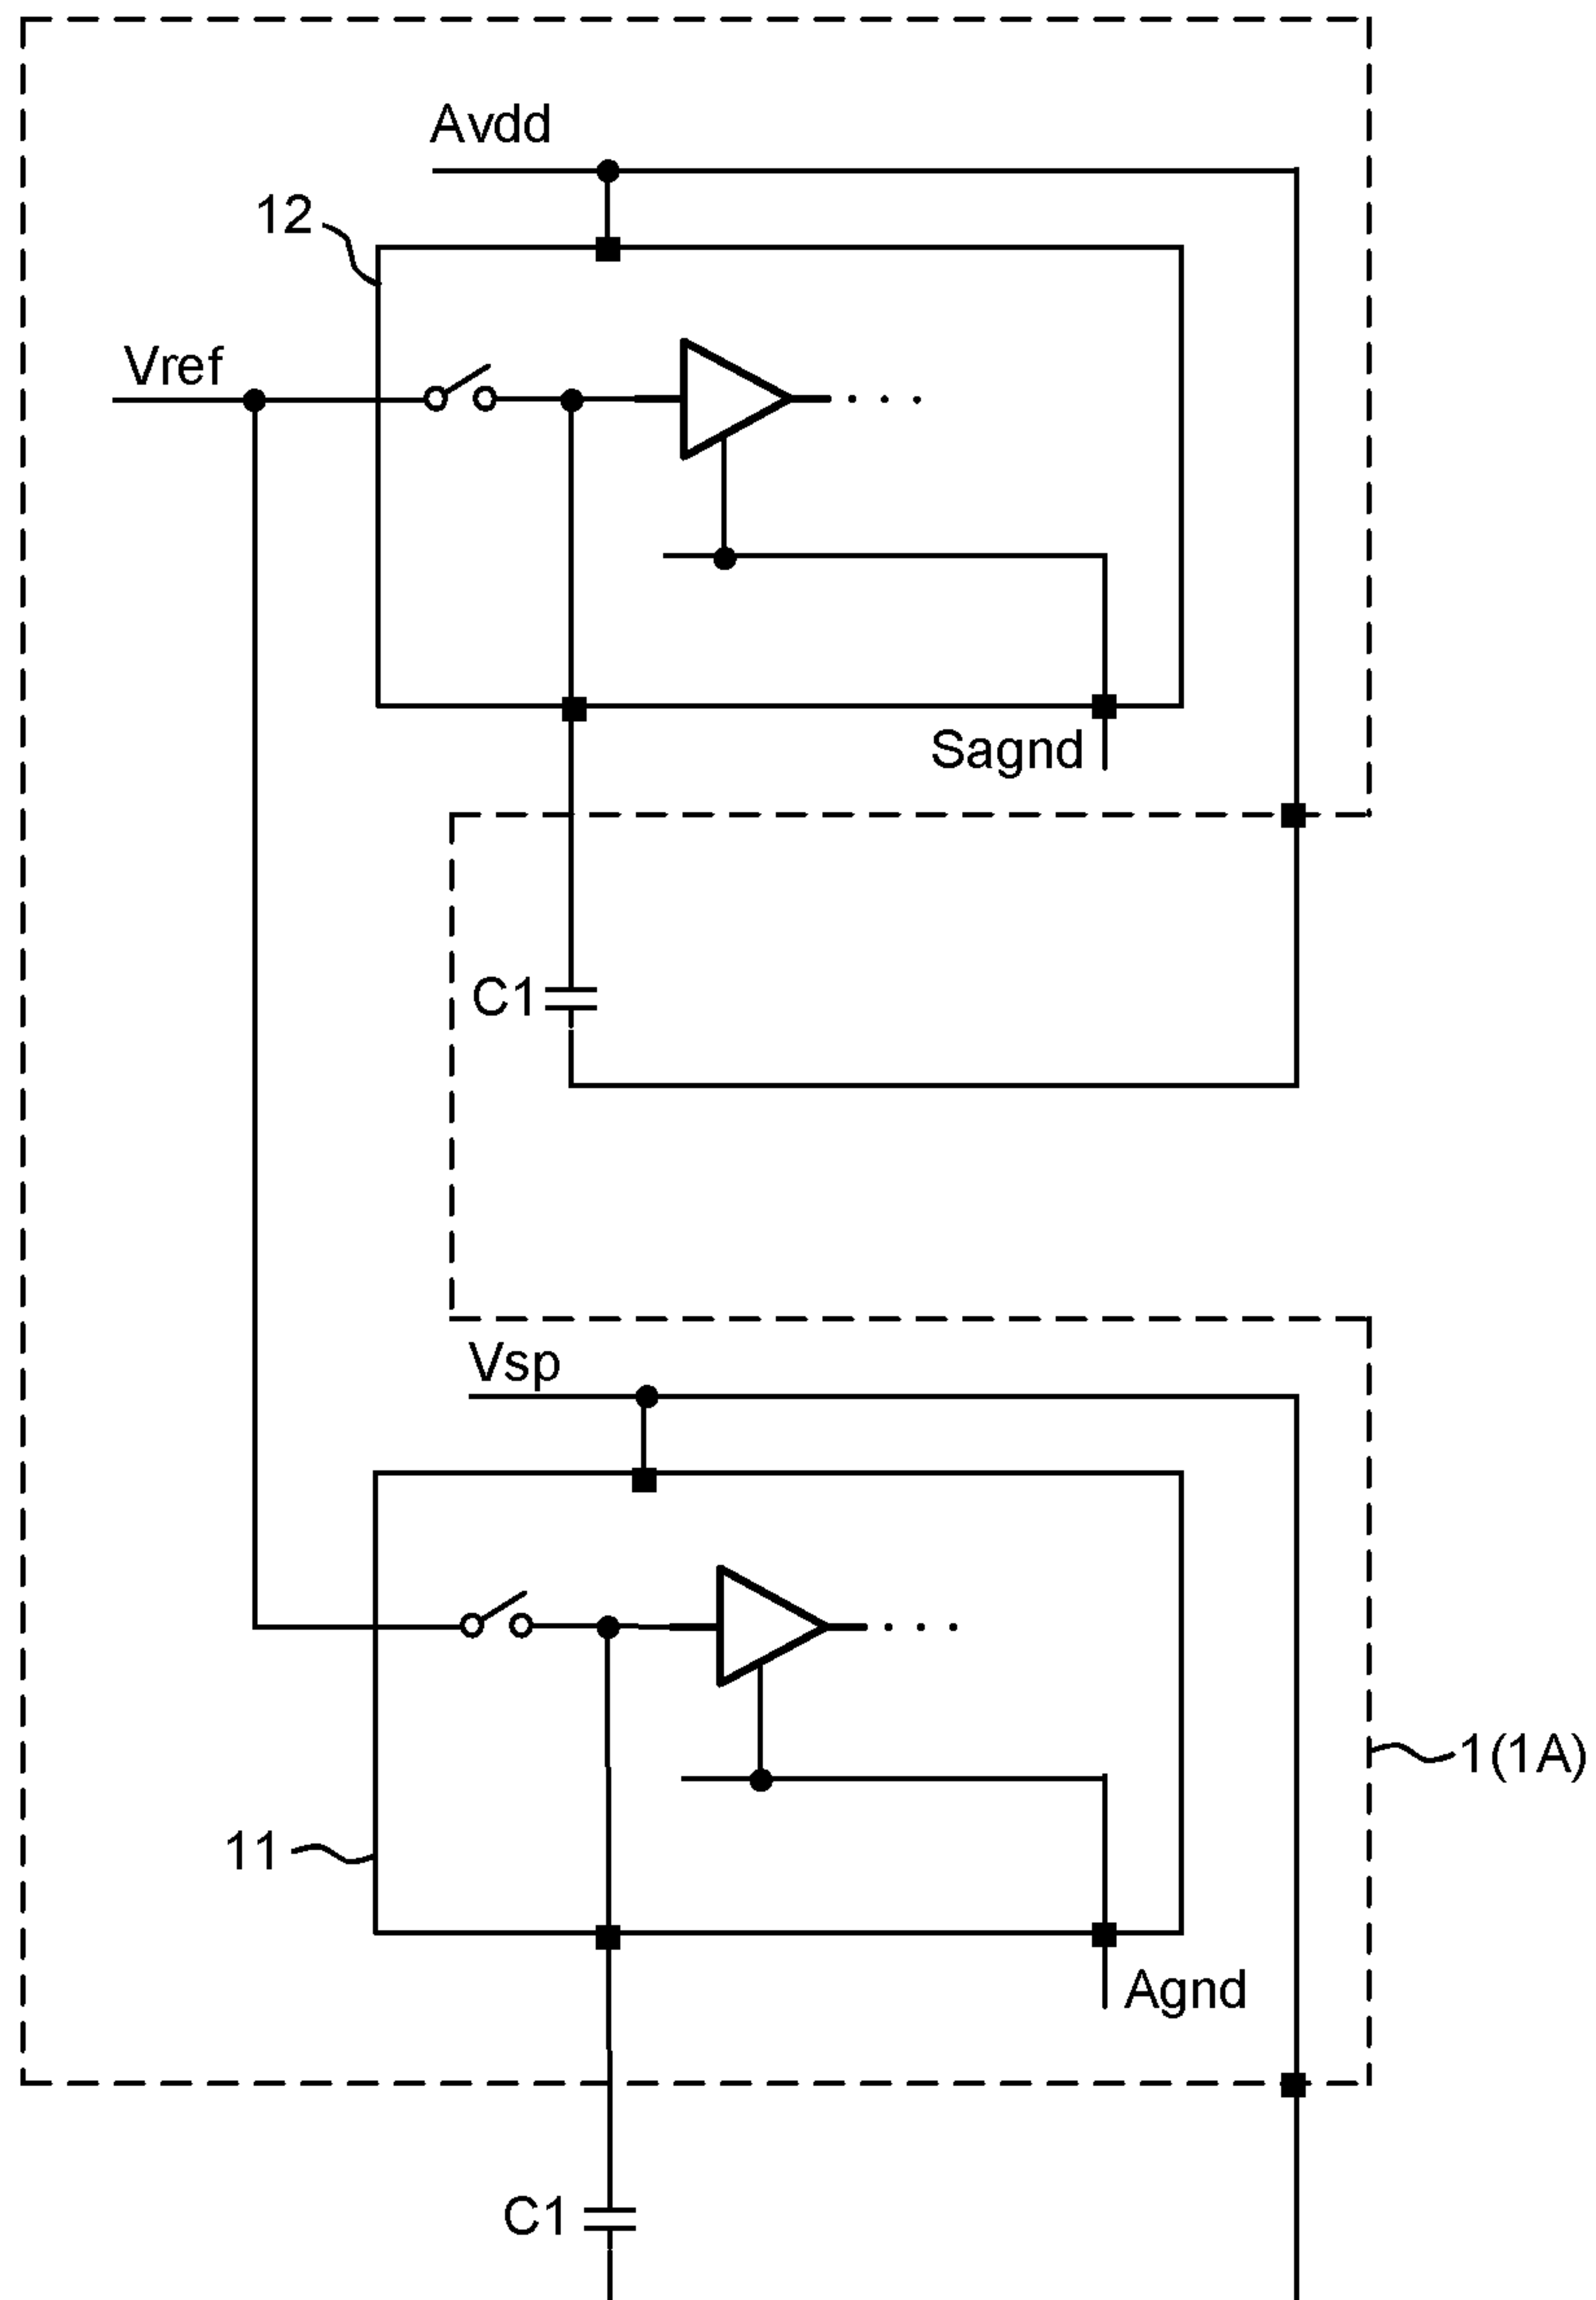 Avdd
12
Vref
Sagnd
C1
Vsp
1(1A)
11
Agnd
C1